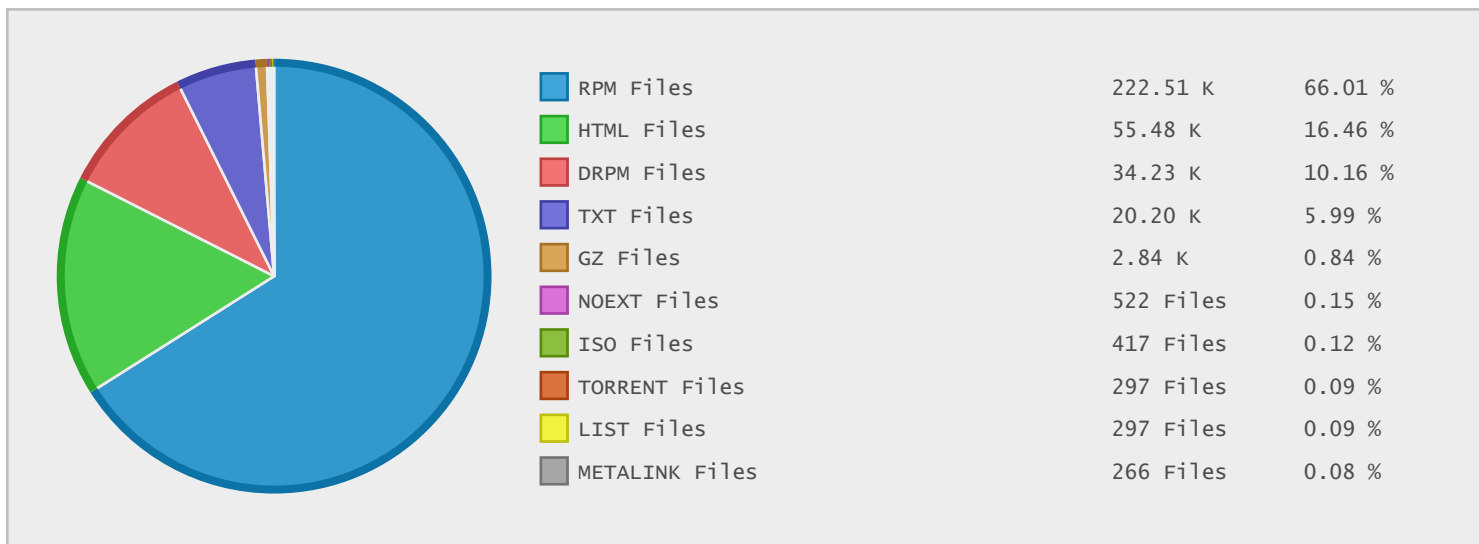 RPM Files 222.51 K 66.01 %
HTML Files 55.48 K 16.46 %
DRPM Files 34.23 K 10.16 %
TXT Files 20.20 K 5.99 %
GZ Files 2.84 K 0.84 %
NOEXT Files 522 Files 0.15 %
ISO Files 417 Files 0.12 %
TORRENT Files 297 Files 0.09 %
LIST Files 297 Files 0.09 %
METALINK Files 266 Files 0.08 %